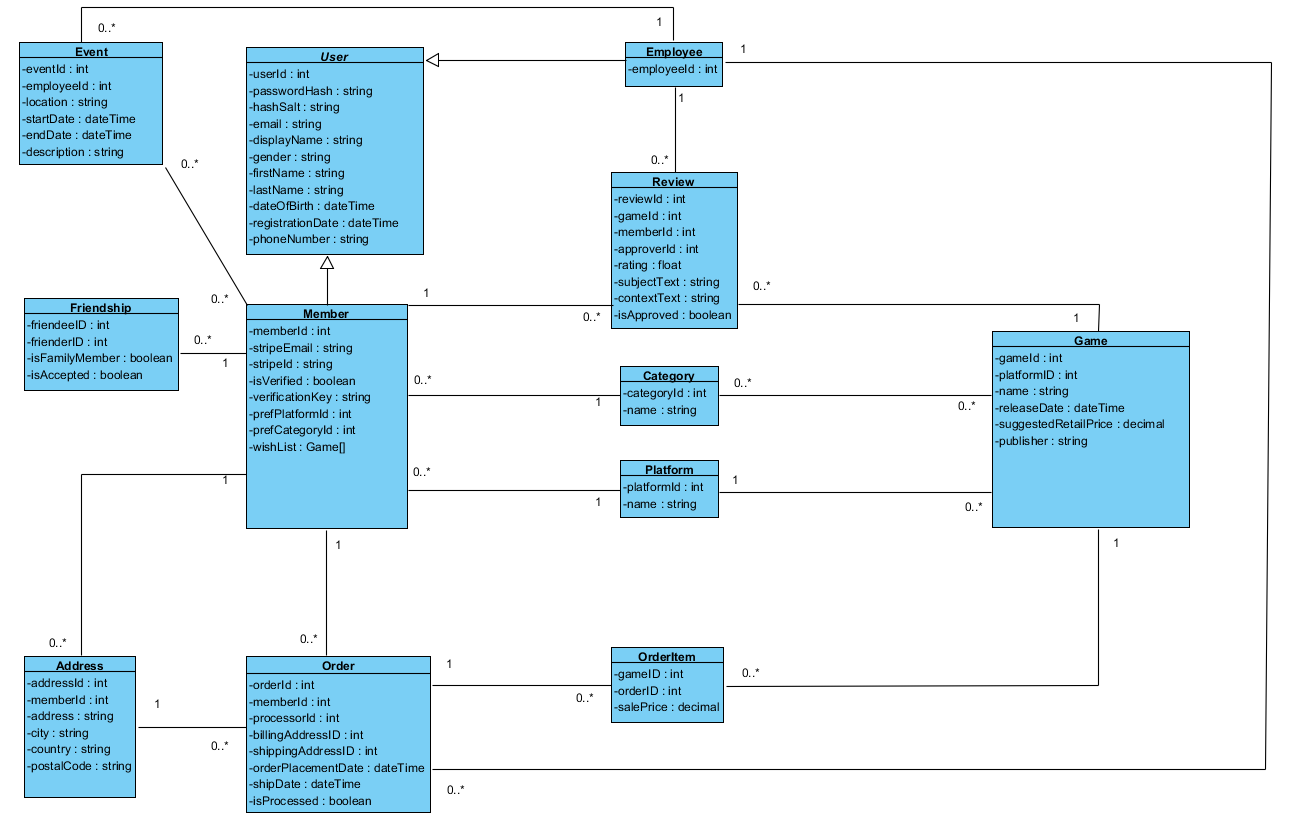 0..*
1
Event
-eventId : int
-employeeId : int
-location : string
-startDate : dateTime
-endDate : dateTime
-description : string
0..*
User
-userId : int
-passwordHash : string
-hashSalt : string
-email : string
-displayName : string
-gender : string
-firstName : string
-lastName : string
-dateOfBirth : dateTime
-registrationDate : dateTime
-phoneNumber : string
Employee
-employeeId : int
1
1
0..*
Review
-reviewId : int
-gameId : int
-memberId : int
-approverId : int
-rating : float
-subjectText : string
-contextText : string
-isApproved : boolean
0..*
1
Friendship
-friendeeID : int
-frienderID : int
-isFamilyMember : boolean
-isAccepted : boolean
0..*
0..*
1
Member
-memberId : int
-stripeEmail : string
-stripeId : string
-isVerified : boolean
-verificationKey : string
-prefPlatformId : int
-prefCategoryId : int
-wishList : Game[]
1
0..*
0..*
1
Category
-categoryId : int
-name : string
0..*
0..*
Game
-gameId : int
-platformID : int
-name : string
-releaseDate : dateTime
-suggestedRetailPrice : decimal
-publisher : string
0..*
1
Platform
-platformId : int
-name : string
1
0..*
1
1
1
0..*
0..*
Address
-addressId : int
-memberId : int
-address : string
-city : string
-country : string
-postalCode : string
1
0..*
Order
-orderId : int
-memberId : int
-processorId : int
-billingAddressID : int
-shippingAddressID : int
-orderPlacementDate : dateTime
-shipDate : dateTime
-isProcessed : boolean
1
0..*
OrderItem
-gameID : int
-orderID : int
-salePrice : decimal
0..*
0..*